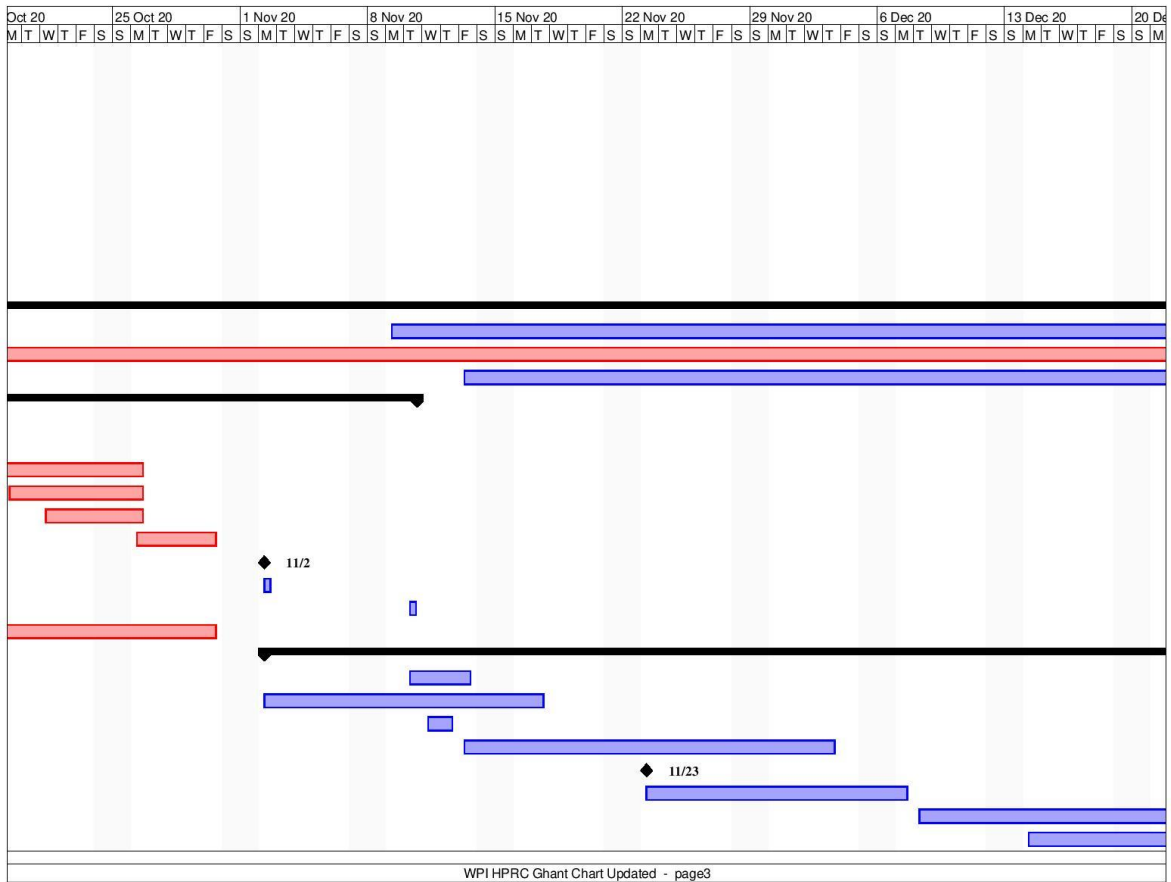 Oct 20 25 Oct 20 1 Nov 20 8 Nov 20 15 Nov 20 22 Nov 20 29 Nov 20 6 Dec 20 13 Dec 20 20 De
M T W T F S S M T W T F S S M T W T F S S M T W T F S S M T W T F S S M T W T F S S M T W T F S S M T W T F S S M T W T F S S M
11/2
11/23
WPI HPRC Ghant Chart Updated - page3